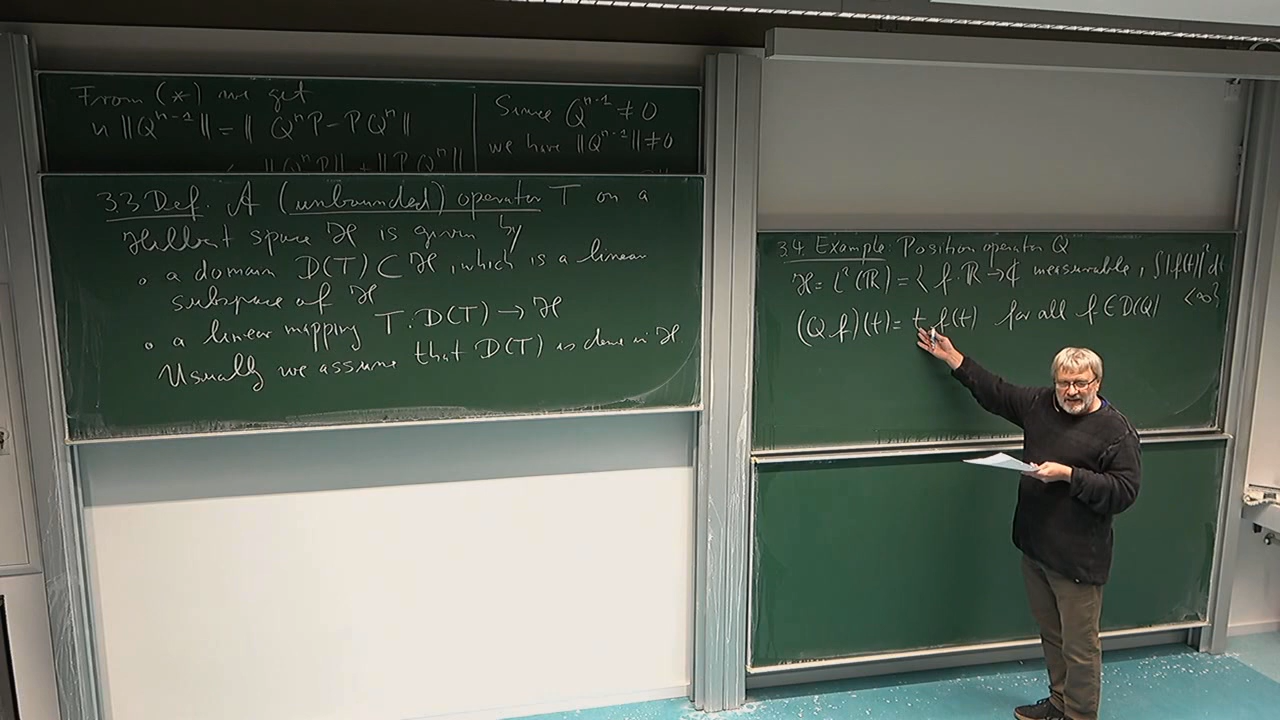 From (*) we get
n ||Q^{n-1}|| = || Q^n P - P Q^n ||
≤ ||Q^n P|| + ||P Q^n||
Since Q^{n-1} ≠ 0
we have ||Q^{n-1}|| ≠ 0
3.3 Def. A (unbounded) operator T on a
Hilbert space H is given by
• a domain D(T) ⊂ H, which is a linear
subspace of H
• a linear mapping T: D(T) → H
Usually we assume that D(T) is dense in H
3.4. Example: Position operator Q
H = L²(ℝ) = { f: ℝ → ℂ measurable, ∫|f(t)|² dt
< ∞}
(Q f)(t) = t · f(t) for all f ∈ D(Q)